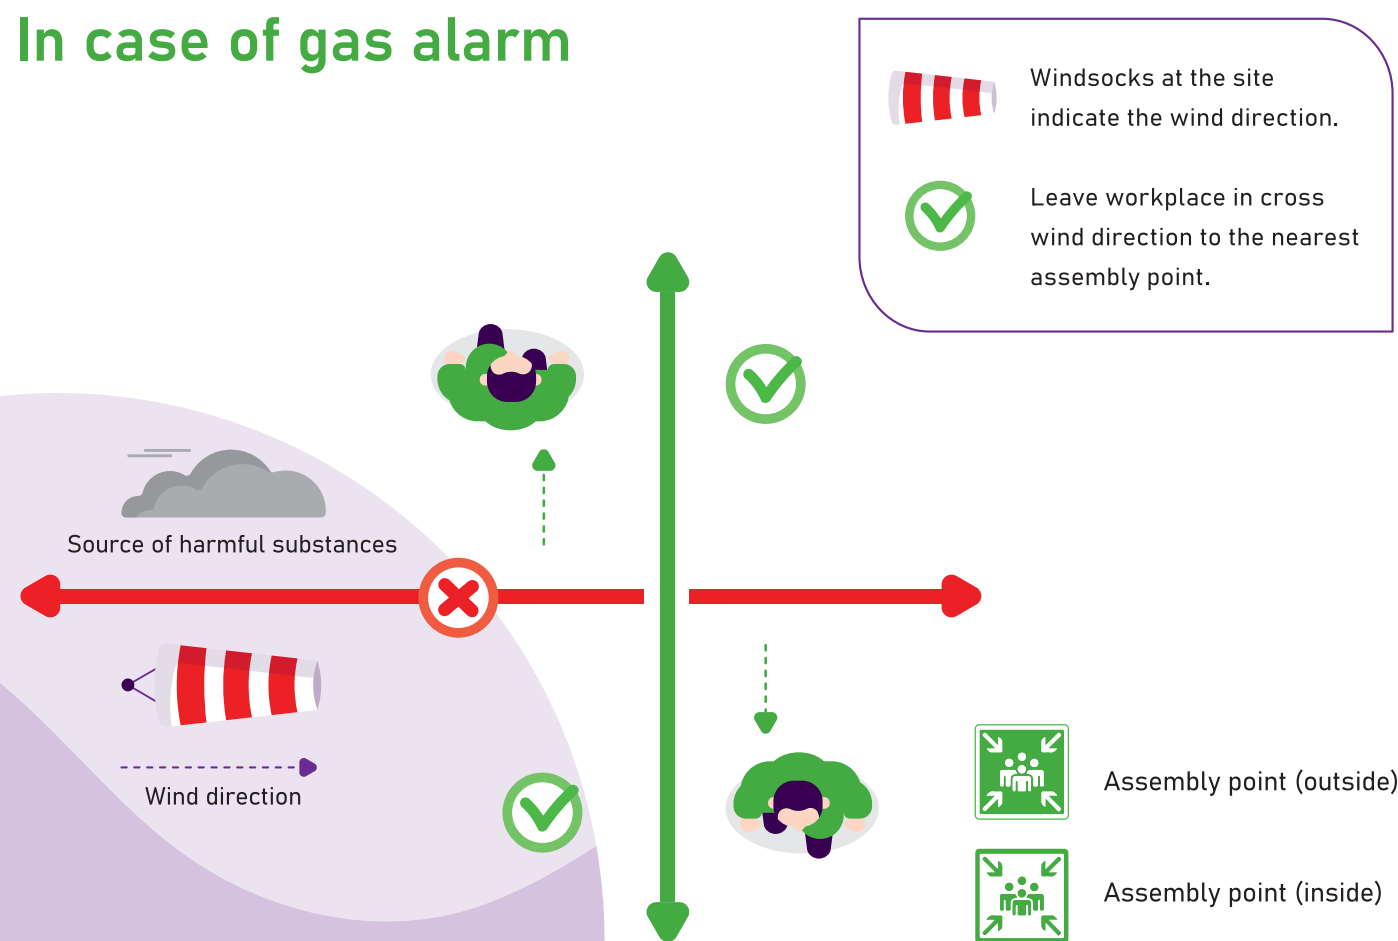 In case of gas alarm
Windsocks at the site
indicate the wind direction.
Leave workplace in cross
wind direction to the nearest
assembly point.
Source of harmful substances
Wind direction
Assembly point (outside)
Assembly point (inside)